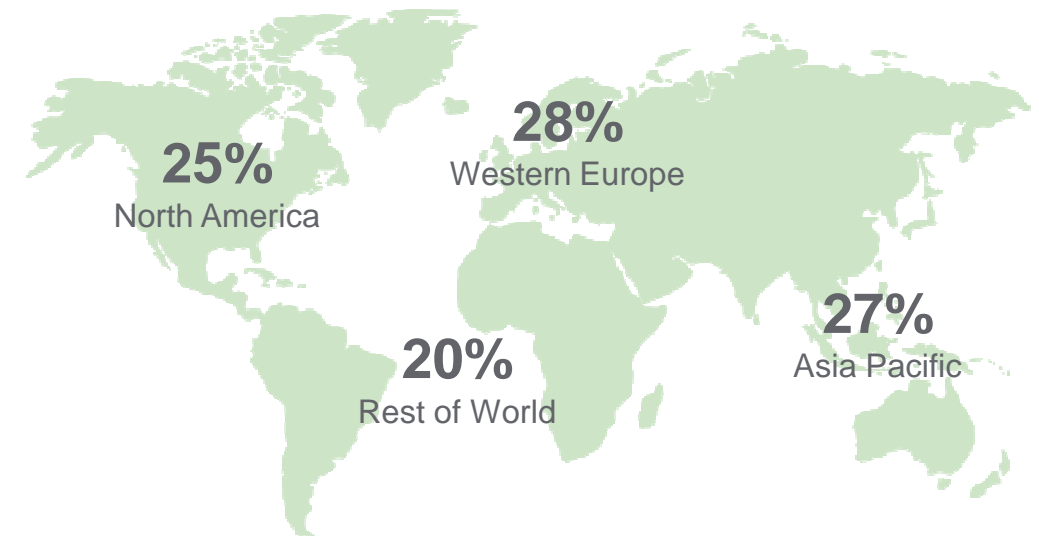 28%
Western Europe
25%
North America
27%
Asia Pacific
20%
Rest of World